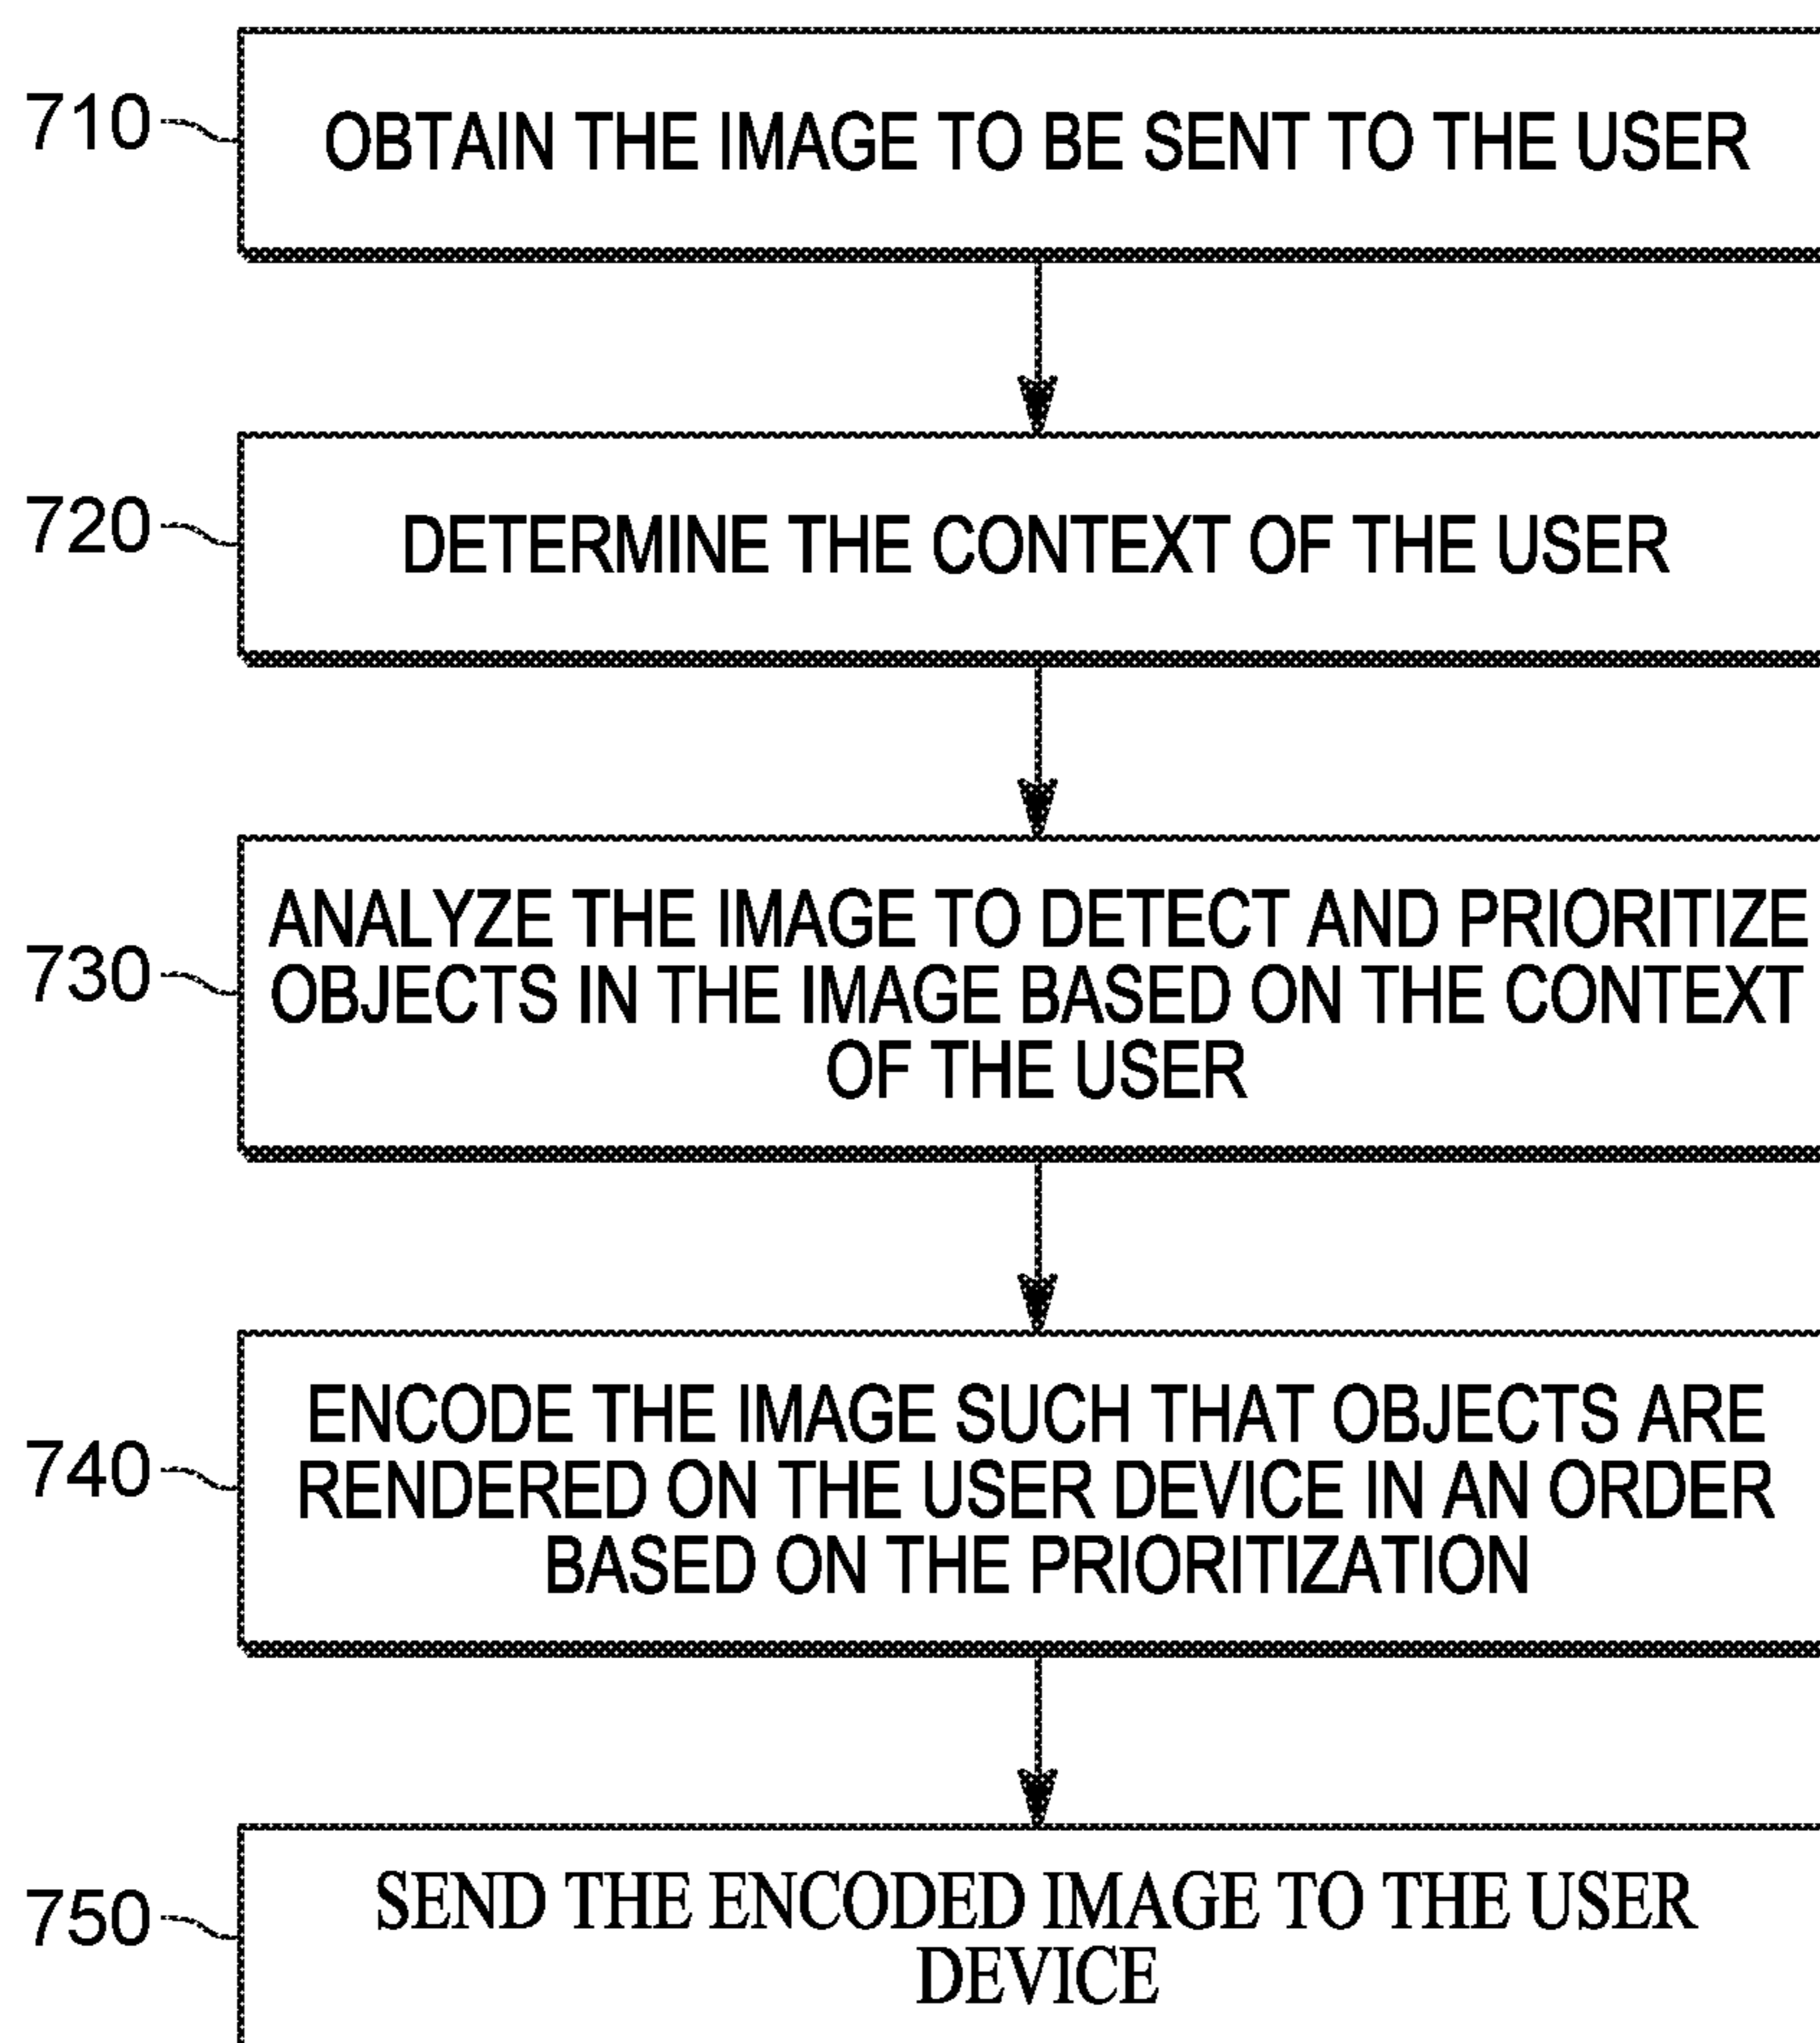 710
OBTAIN THE IMAGE TO BE SENT TO THE USER
720
DETERMINE THE CONTEXT OF THE USER
730
ANALYZE THE IMAGE TO DETECT AND PRIORITIZE
OBJECTS IN THE IMAGE BASED ON THE CONTEXT
OF THE USER
740
ENCODE THE IMAGE SUCH THAT OBJECTS ARE
RENDERED ON THE USER DEVICE IN AN ORDER
BASED ON THE PRIORITIZATION
750
SEND THE ENCODED IMAGE TO THE USER
DEVICE